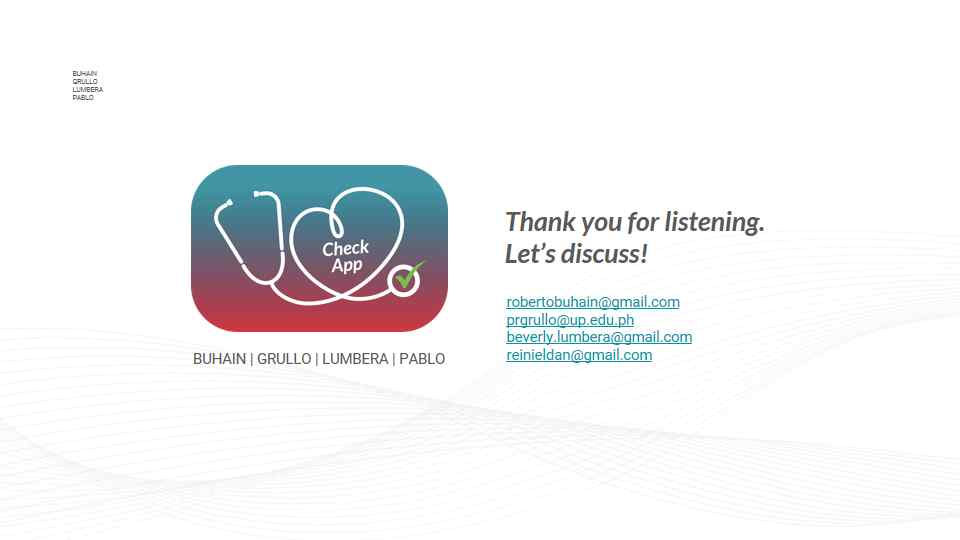 BUHAIN
GRULLO
LUMBERA
PABLO
Check
App
BUHAIN | GRULLO | LUMBERA | PABLO
Thank you for listening.
Let's discuss!
robertobuhain@gmail.com
prgrullo@up.edu.ph
beverly.lumbera@gmail.com
reinieldan@gmail.com